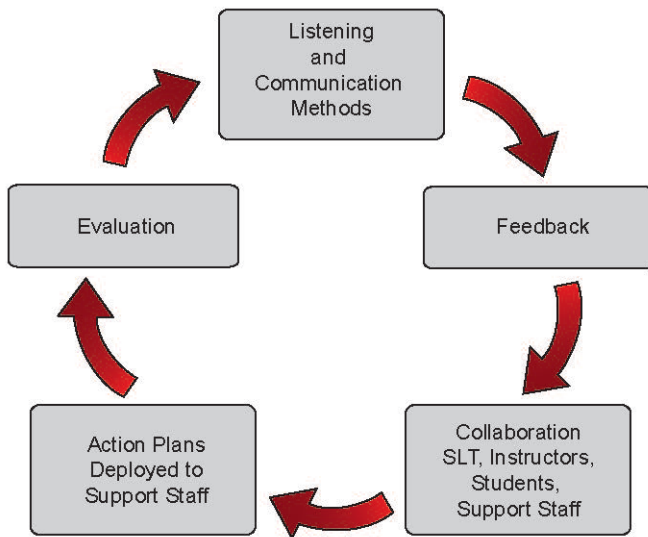 Listening
and
Communication
Methods
Feedback
Collaboration
SLT, Instructors,
Students,
Support Staff
Action Plans
Deployed to
Support Staff
Evaluation